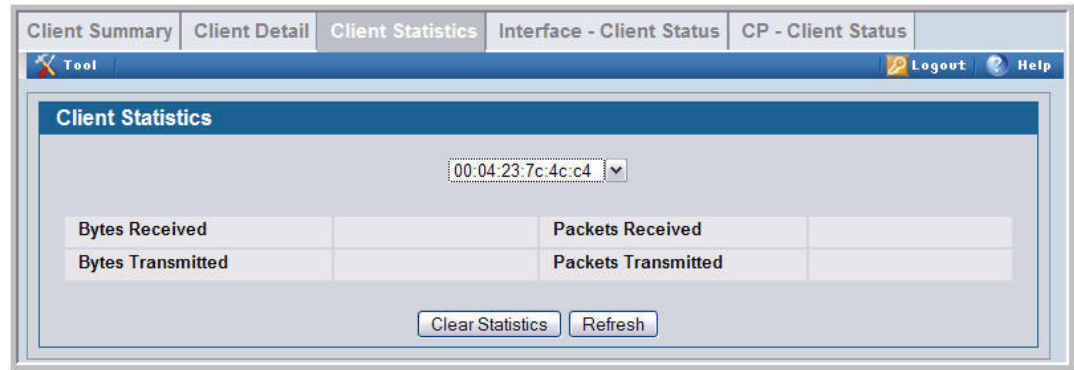 Client Summary Client Detail Client Statistics Interface - Client Status CP - Client Status
Tool Logout Help
Client Statistics
00:04:23:7c:4c:c4
Bytes Received Packets Received
Bytes Transmitted Packets Transmitted
Clear Statistics Refresh